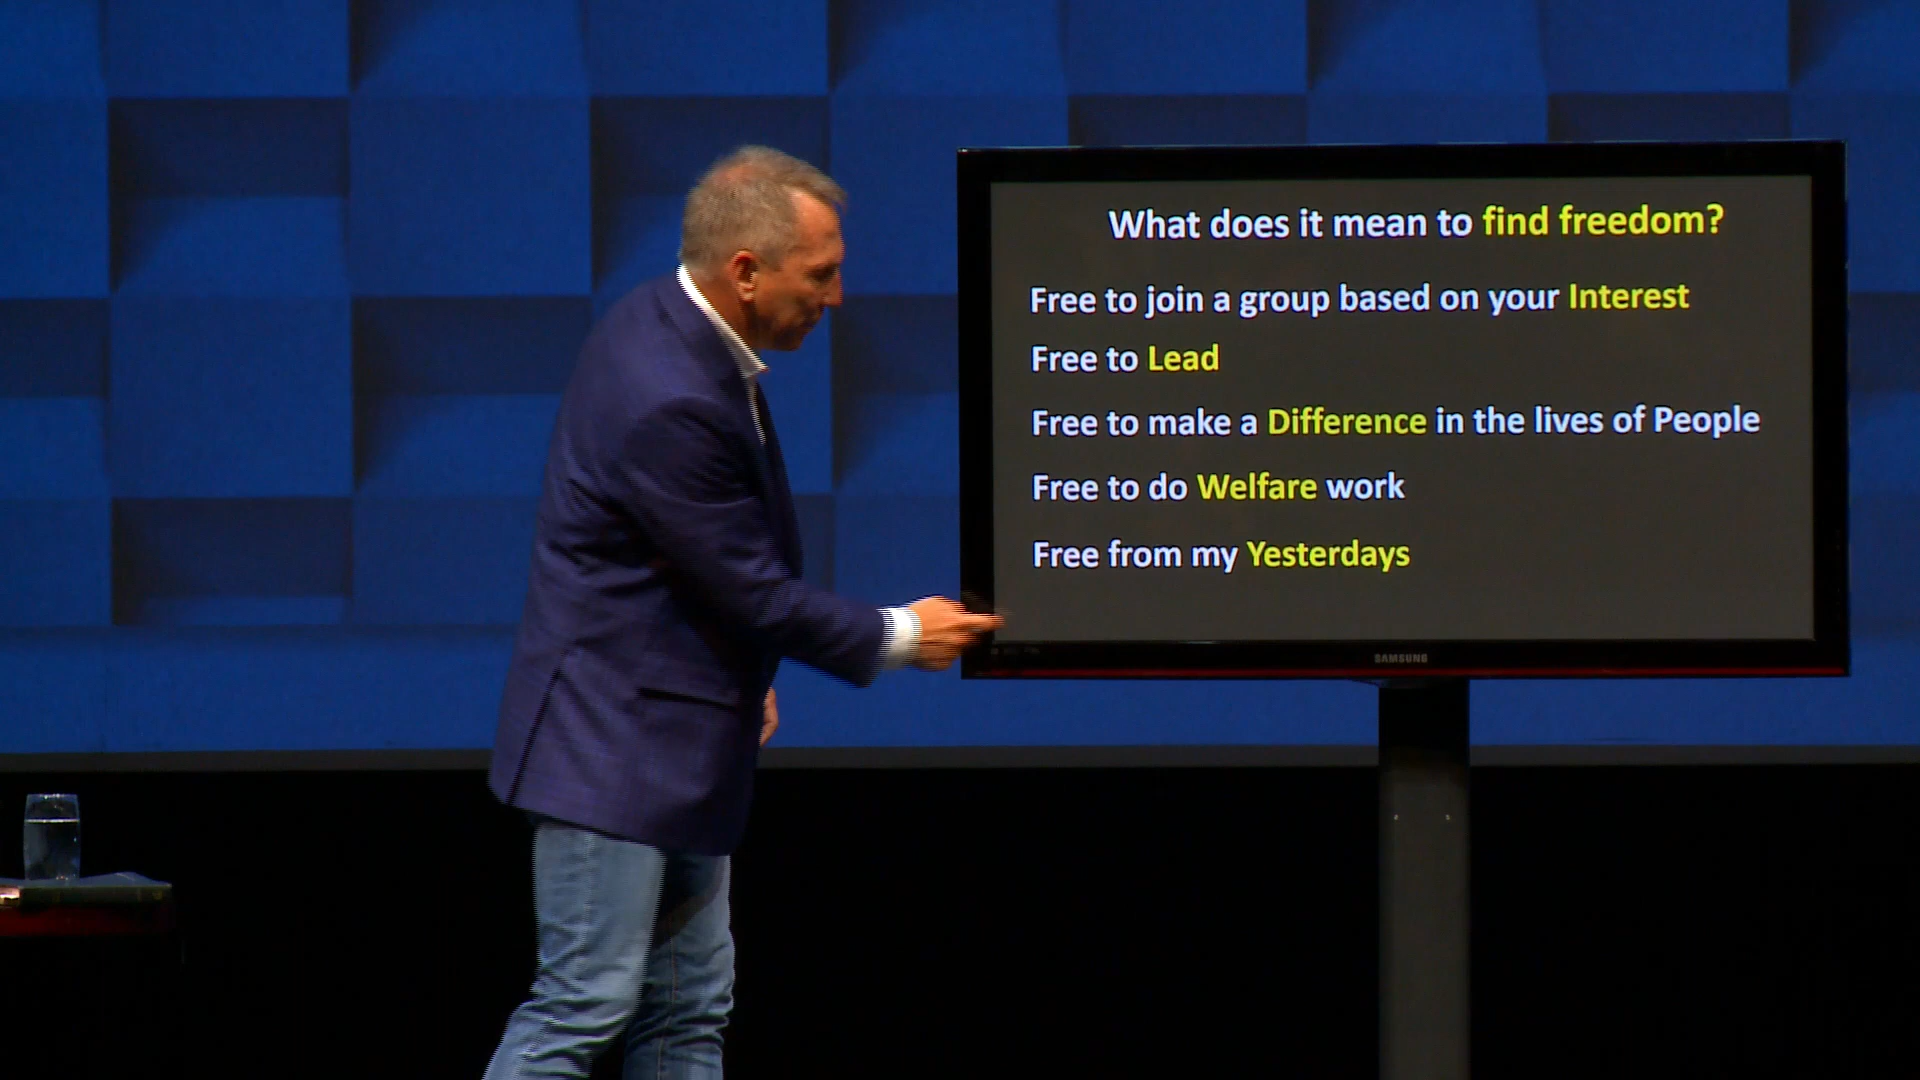 What does it mean to find freedom?
Free to join a group based on your Interest
Free to Lead
Free to make a Difference in the lives of People
Free to do Welfare work
Free from my Yesterdays
SAMSUNG